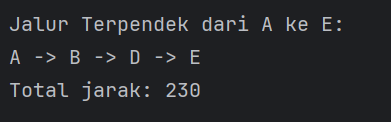 Jalur Terpendek dari A ke E:
A -> B -> D -> E
Total jarak: 230